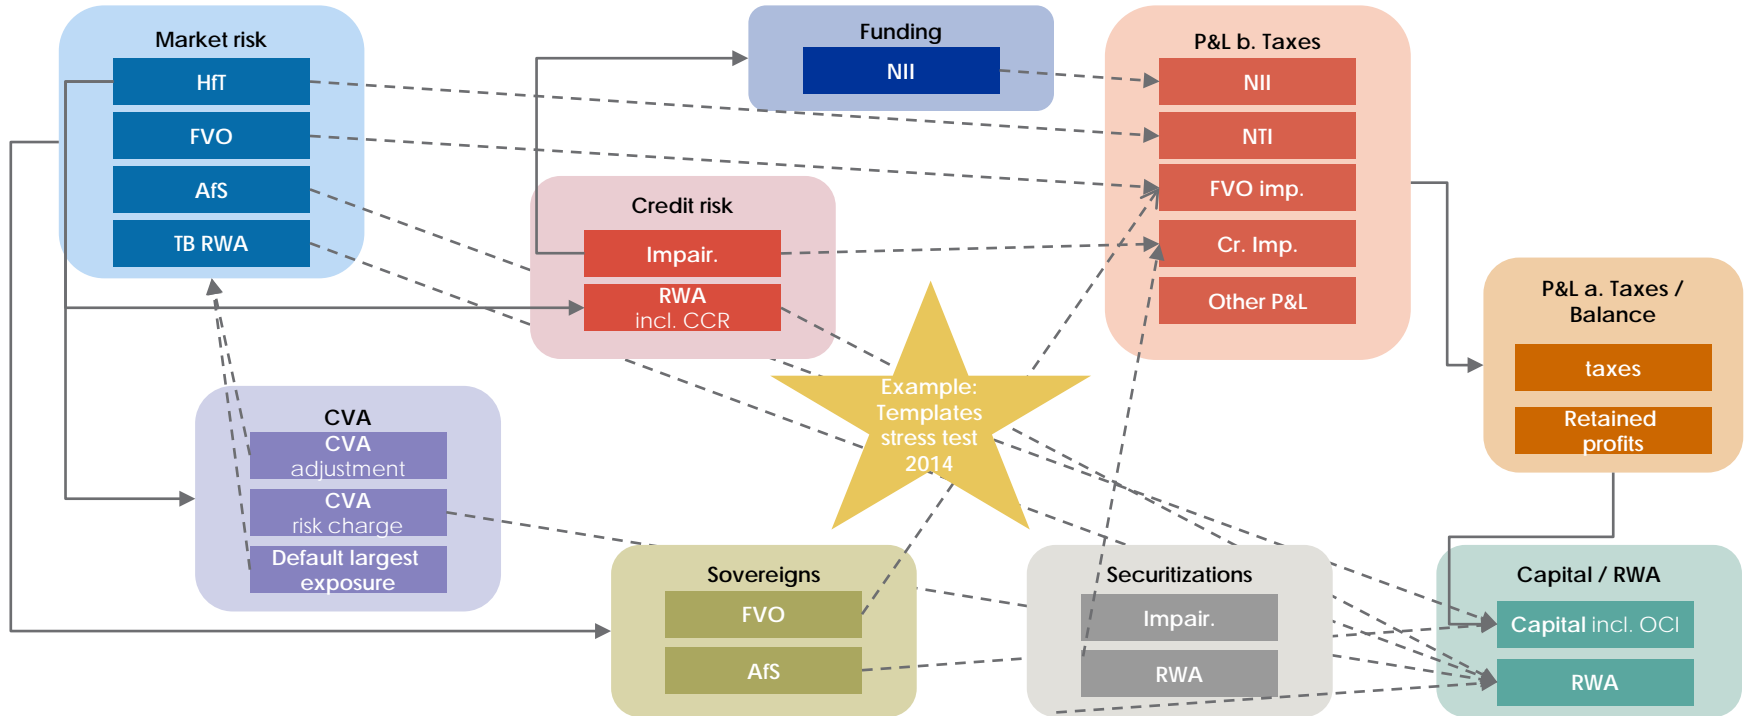 Market risk
HfT
FVO
AfS
TB RWA
Funding
NII
P&L b. Taxes
NII
NTI
FVO imp.
Cr. Imp.
Other P&L
Credit risk
Impair.
RWA
incl. CCR
P&L a. Taxes /
Balance
taxes
Retained
profits
Example:
Templates
stress test
2014
CVA
CVA
adjustment
CVA
risk charge
Default largest
exposure
Sovereigns
FVO
AfS
Securitizations
Impair.
RWA
Capital / RWA
Capital incl. OCI
RWA